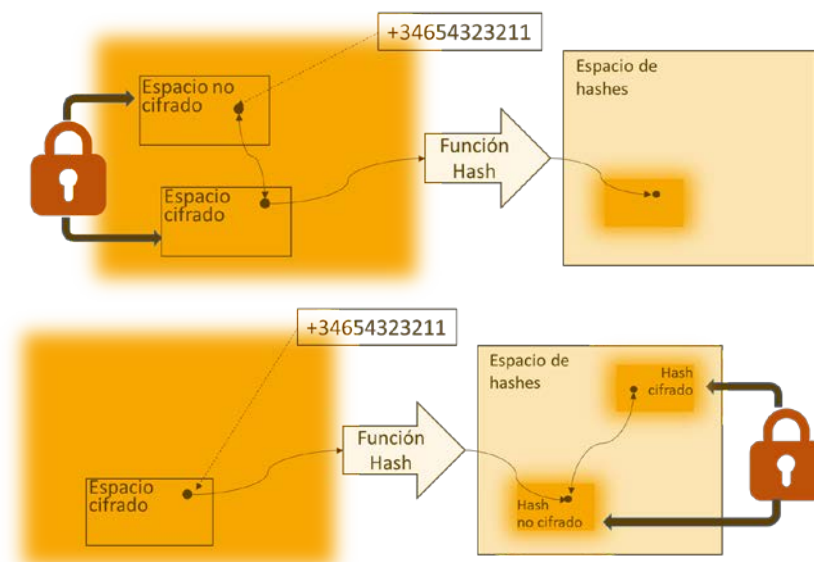 +34654323211
Espacio no
cifrado
Espacio
cifrado
Función
Hash
Espacio de
hashes
+34654323211
Espacio
cifrado
Función
Hash
Espacio de
hashes
Hash
cifrado
Hash
no cifrado